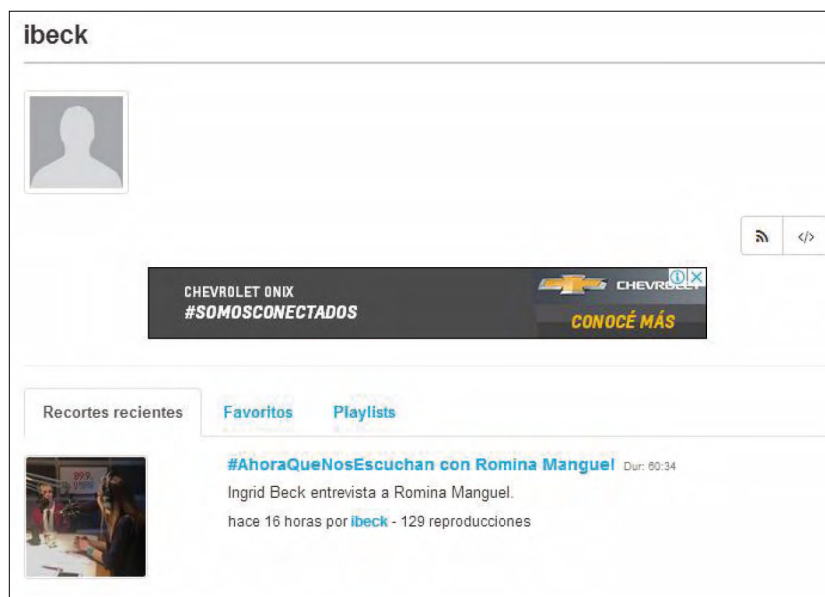 ibeck
CHEVROLET ONIX
#SOMOSCONECTADOS
CHEVROLET
CONOCÉ MÁS
Recortes recientes Favoritos Playlists
#AhoraQueNosEscuchan con Romina Manguel Dur: 60:34
Ingrid Beck entrevista a Romina Manguel.
hace 16 horas por ibeck - 129 reproducciones